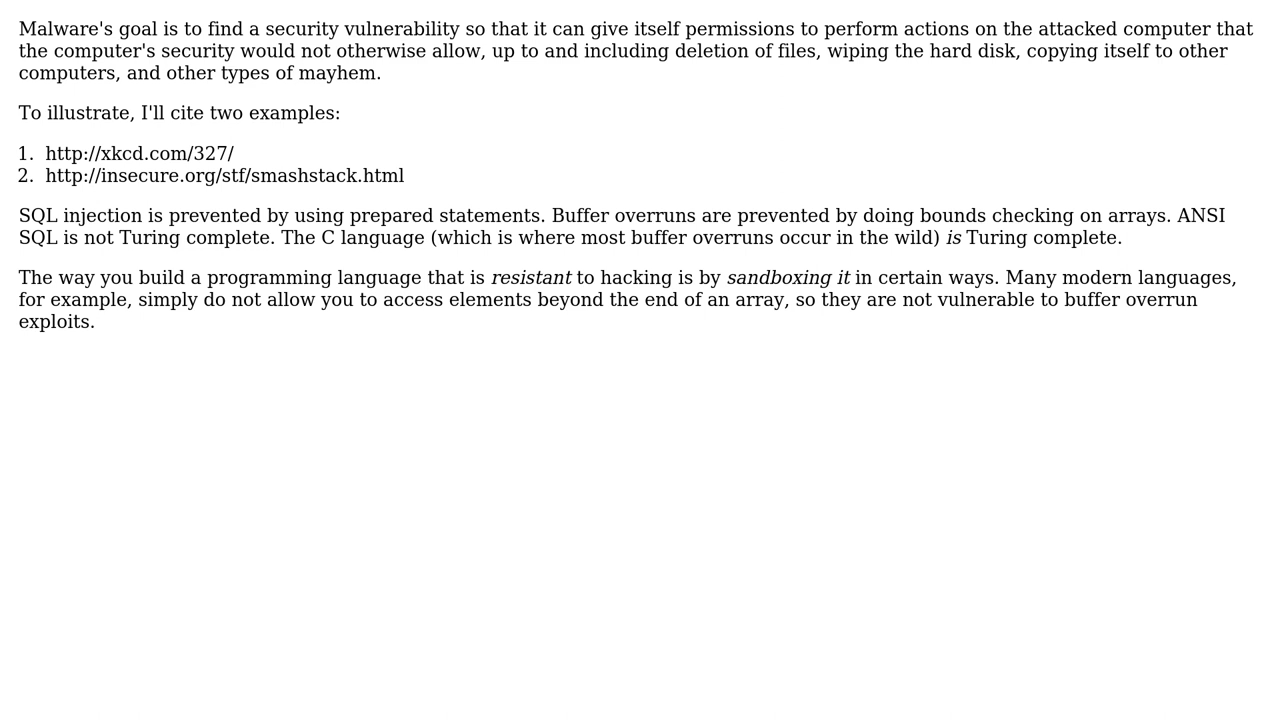 Malware's goal is to find a security vulnerability so that it can give itself permissions to perform actions on the attacked computer that
the computer's security would not otherwise allow, up to and including deletion of files, wiping the hard disk, copying itself to other
computers, and other types of mayhem.
To illustrate, I'll cite two examples:
1. http://xkcd.com/327/
2. http://insecure.org/stf/smashstack.html
SQL injection is prevented by using prepared statements. Buffer overruns are prevented by doing bounds checking on arrays. ANSI
SQL is not Turing complete. The C language (which is where most buffer overruns occur in the wild) is Turing complete.
The way you build a programming language that is resistant to hacking is by sandboxing it in certain ways. Many modern languages,
for example, simply do not allow you to access elements beyond the end of an array, so they are not vulnerable to buffer overrun
exploits.